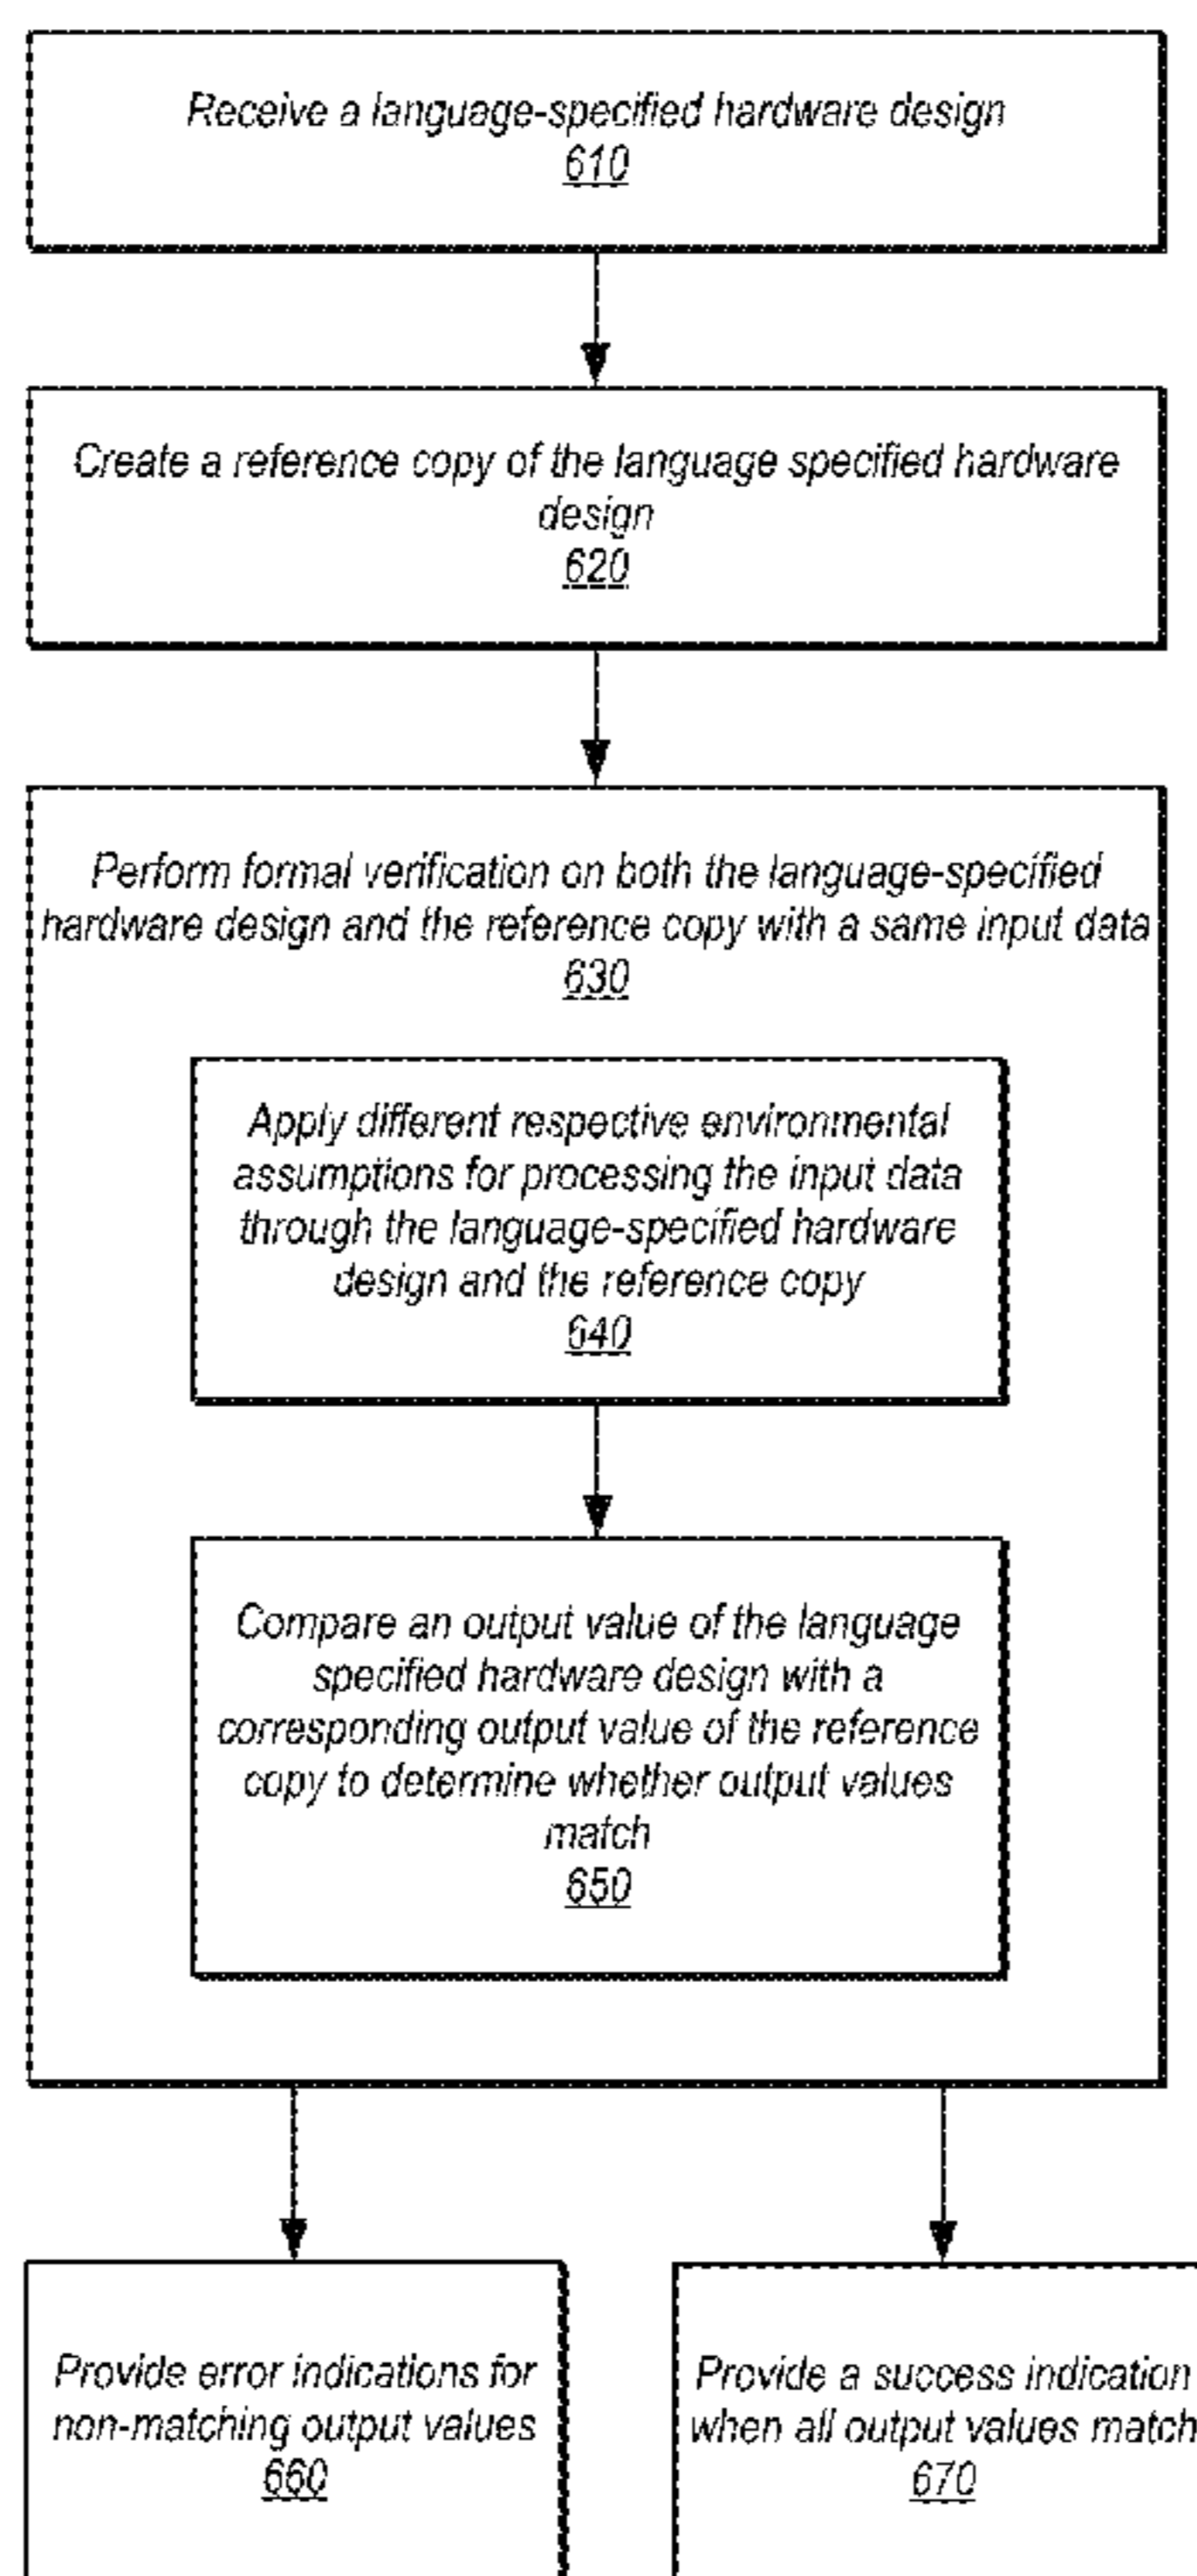 Receive a language-specified hardware design
610
Create a reference copy of the language specified hardware
design
620
Perform formal verification on both the language-specified
hardware design and the reference copy with a same input data
630
Apply different respective environmental
assumptions for processing the input data
through the language-specified hardware
design and the reference copy
640
Compare an output value of the language
specified hardware design with a
corresponding output value of the reference
copy to determine whether output values
match
650
Provide error indications for
non-matching output values
660
Provide a success indication
when all output values match
670